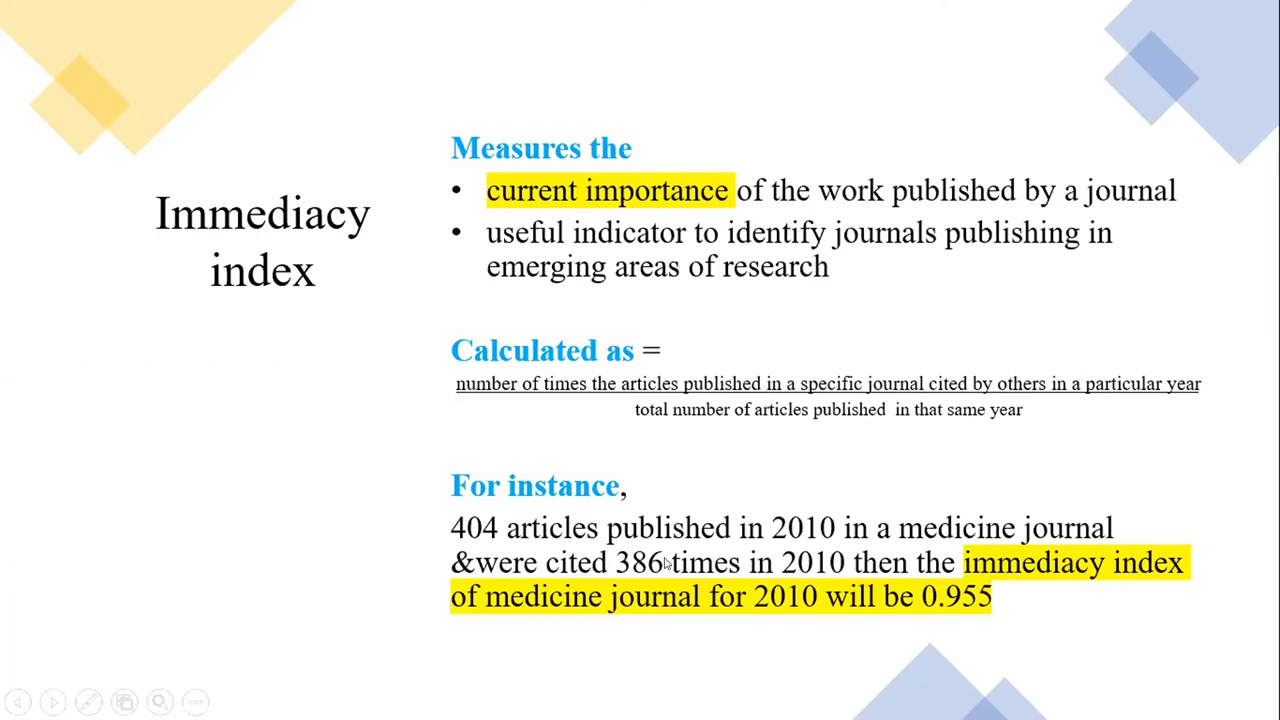 Immediacy
index
Measures the
• current importance of the work published by a journal
• useful indicator to identify journals publishing in
emerging areas of research
Calculated as =
number of times the articles published in a specific journal cited by others in a particular year
total number of articles published in that same year
For instance,
404 articles published in 2010 in a medicine journal
&were cited 386 times in 2010 then the immediacy index
of medicine journal for 2010 will be 0.955